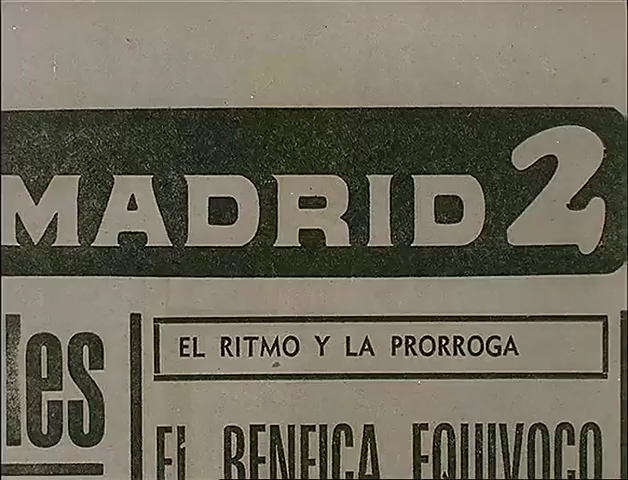 MADRID 2
les
EL RITMO Y LA PRORROGA
El BENFICA EQUIVOCO